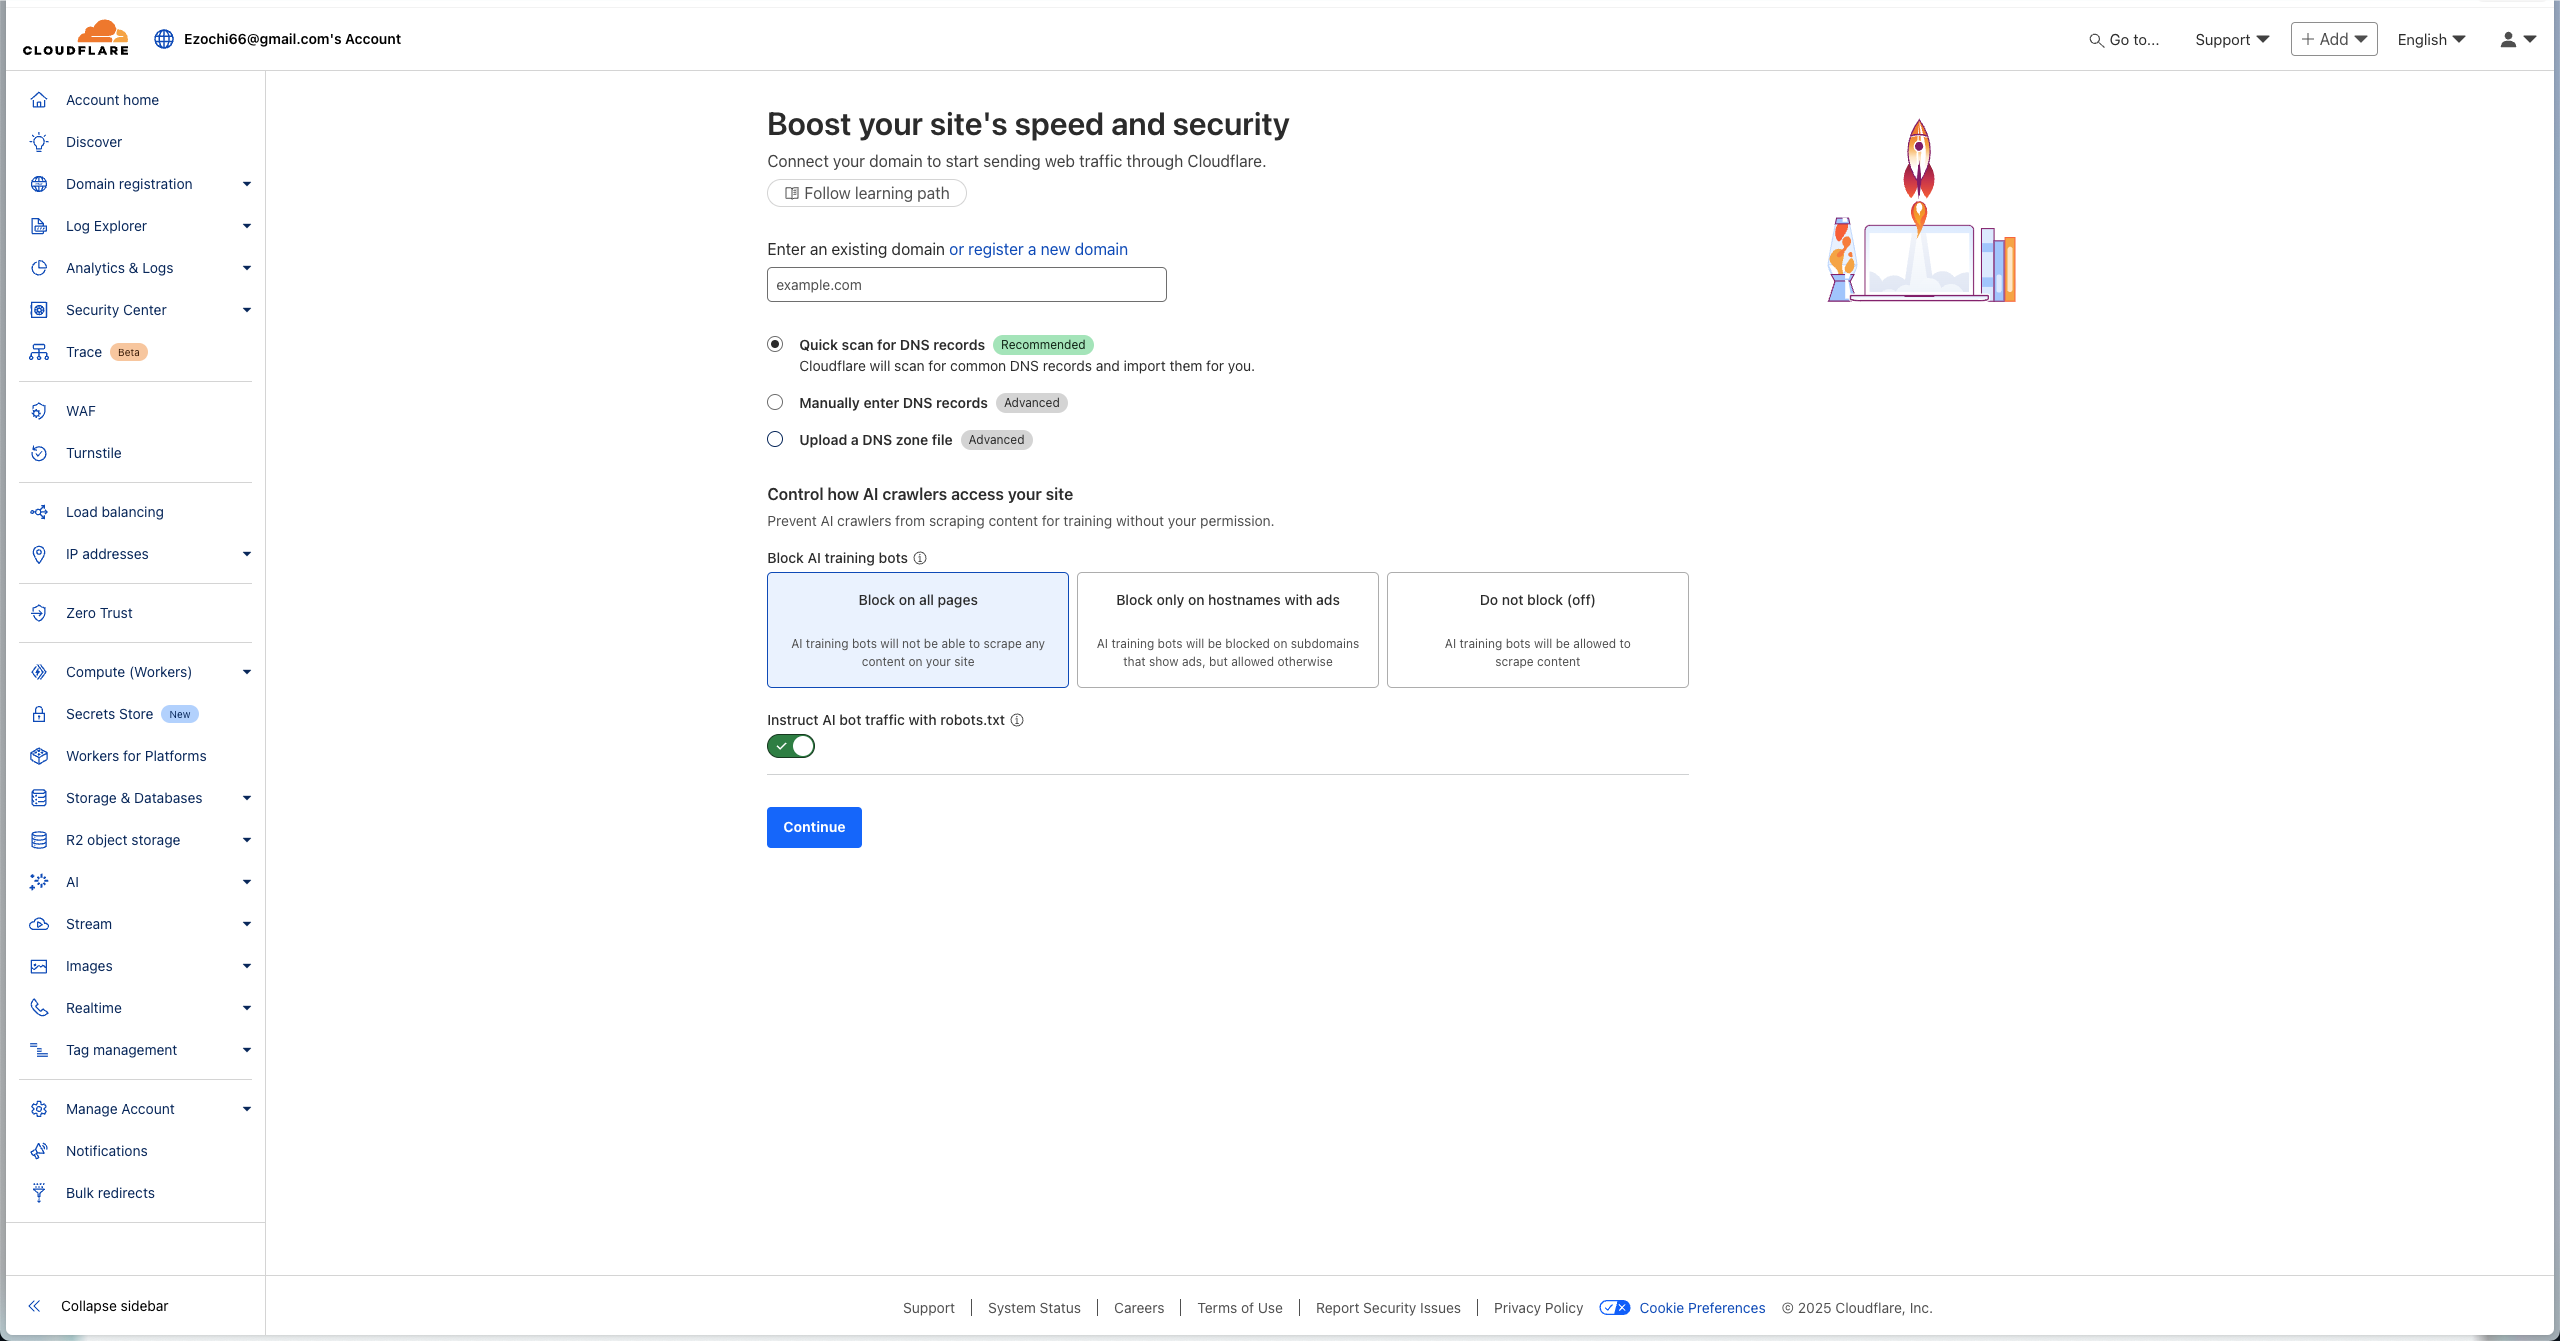 CLOUDFLARE
Ezochi66@gmail.com's Account
Go to...
Support
Add
English
Account home
Discover
Domain registration
Log Explorer
Analytics & Logs
Security Center
Trace Beta
WAF
Turnstile
Load balancing
IP addresses
Zero Trust
Compute (Workers)
Secrets Store New
Workers for Platforms
Storage & Databases
R2 object storage
AI
Stream
Images
Realtime
Tag management
Manage Account
Notifications
Bulk redirects
Collapse sidebar
Boost your site's speed and security
Connect your domain to start sending web traffic through Cloudflare.
Follow learning path
Enter an existing domain or register a new domain
example.com
Quick scan for DNS records Recommended
Cloudflare will scan for common DNS records and import them for you.
Manually enter DNS records Advanced
Upload a DNS zone file Advanced
Control how AI crawlers access your site
Prevent AI crawlers from scraping content for training without your permission.
Block AI training bots
Block on all pages
AI training bots will not be able to scrape any
content on your site
Block only on hostnames with ads
AI training bots will be blocked on subdomains
that show ads, but allowed otherwise
Do not block (off)
AI training bots will be allowed to
scrape content
Instruct AI bot traffic with robots.txt
Continue
Support
System Status
Careers
Terms of Use
Report Security Issues
Privacy Policy
Cookie Preferences
© 2025 Cloudflare, Inc.